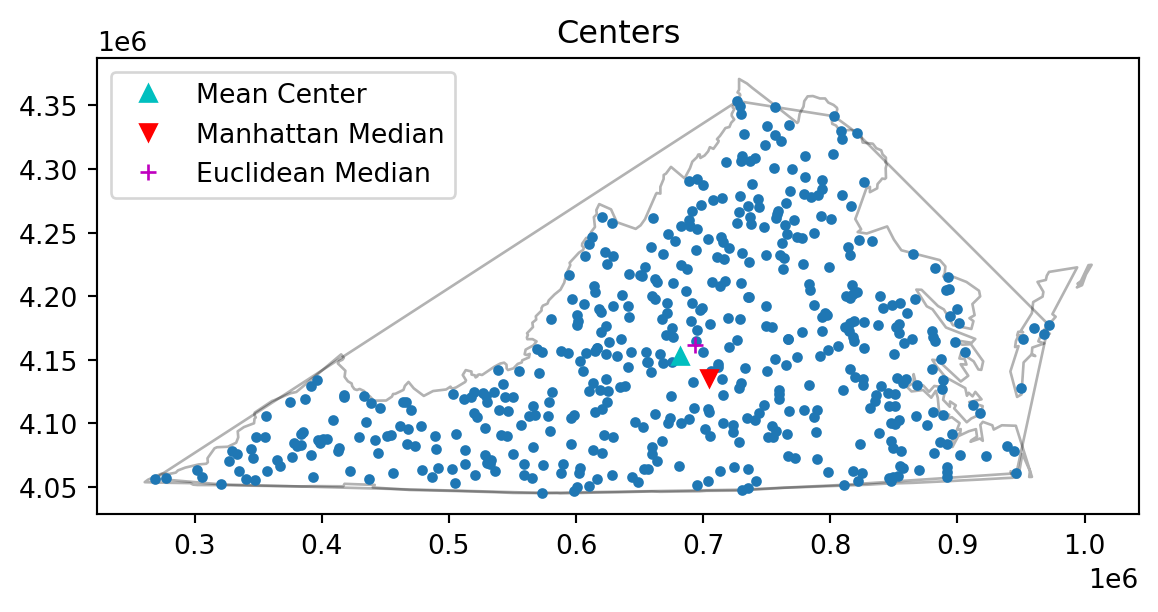 Centers
1e6
Mean Center
Manhattan Median
Euclidean Median
4.35
4.30
4.25
4.20
4.15
4.10
4.05
0.3 0.4 0.5 0.6 0.7 0.8 0.9 1.0
1e6